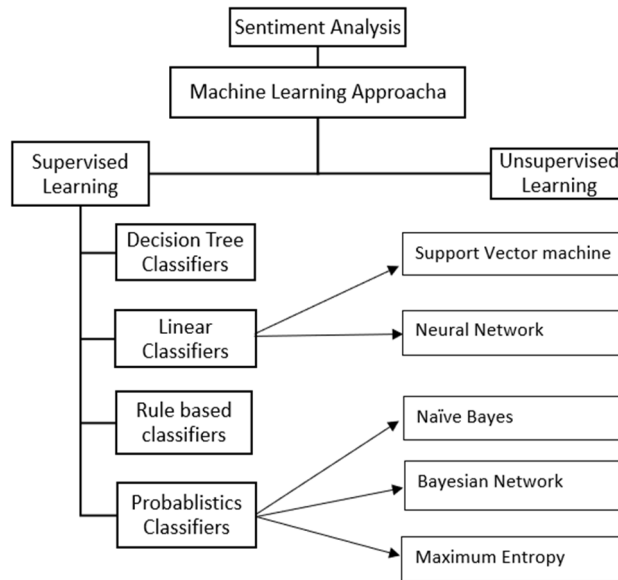 Sentiment Analysis
Machine Learning Approacha
Supervised
Learning
Unsupervised
Learning
Decision Tree
Classifiers
Support Vector machine
Linear
Classifiers
Neural Network
Rule based
classifiers
Naïve Bayes
Probablistics
Classifiers
Bayesian Network
Maximum Entropy